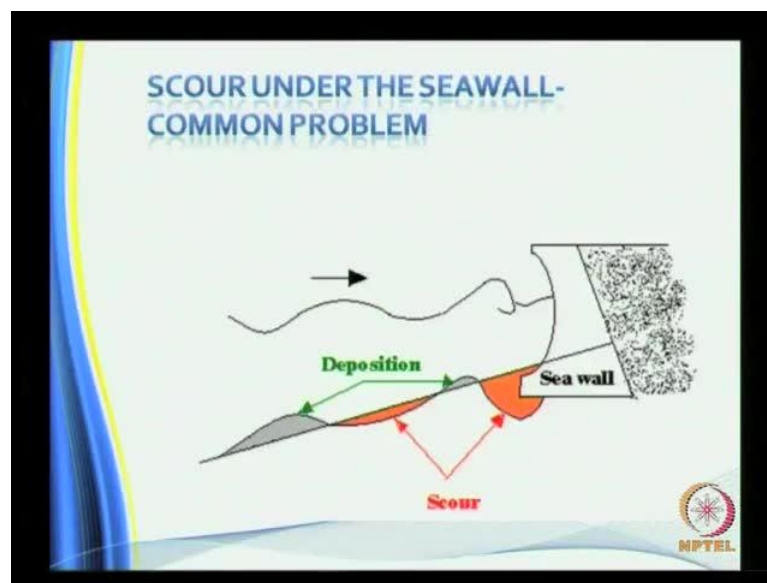 SCOUR UNDER THE SEAWALL-
COMMON PROBLEM
Deposition
Sea wall
Scour
NPTEL